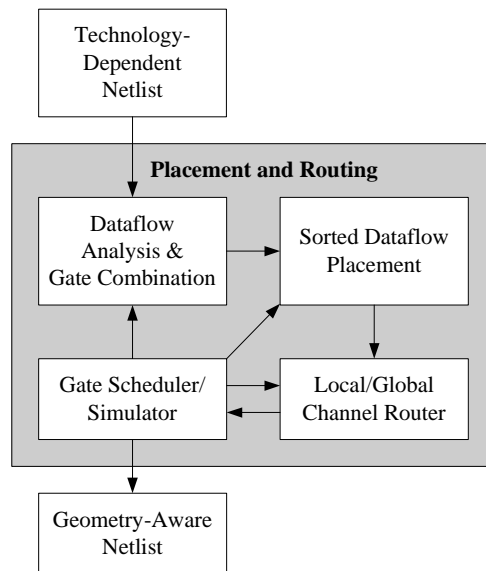 Technology-
Dependent
Netlist
Placement and Routing
Dataflow
Analysis &
Gate Combination
Sorted Dataflow
Placement
Gate Scheduler/
Simulator
Local/Global
Channel Router
Geometry-Aware
Netlist